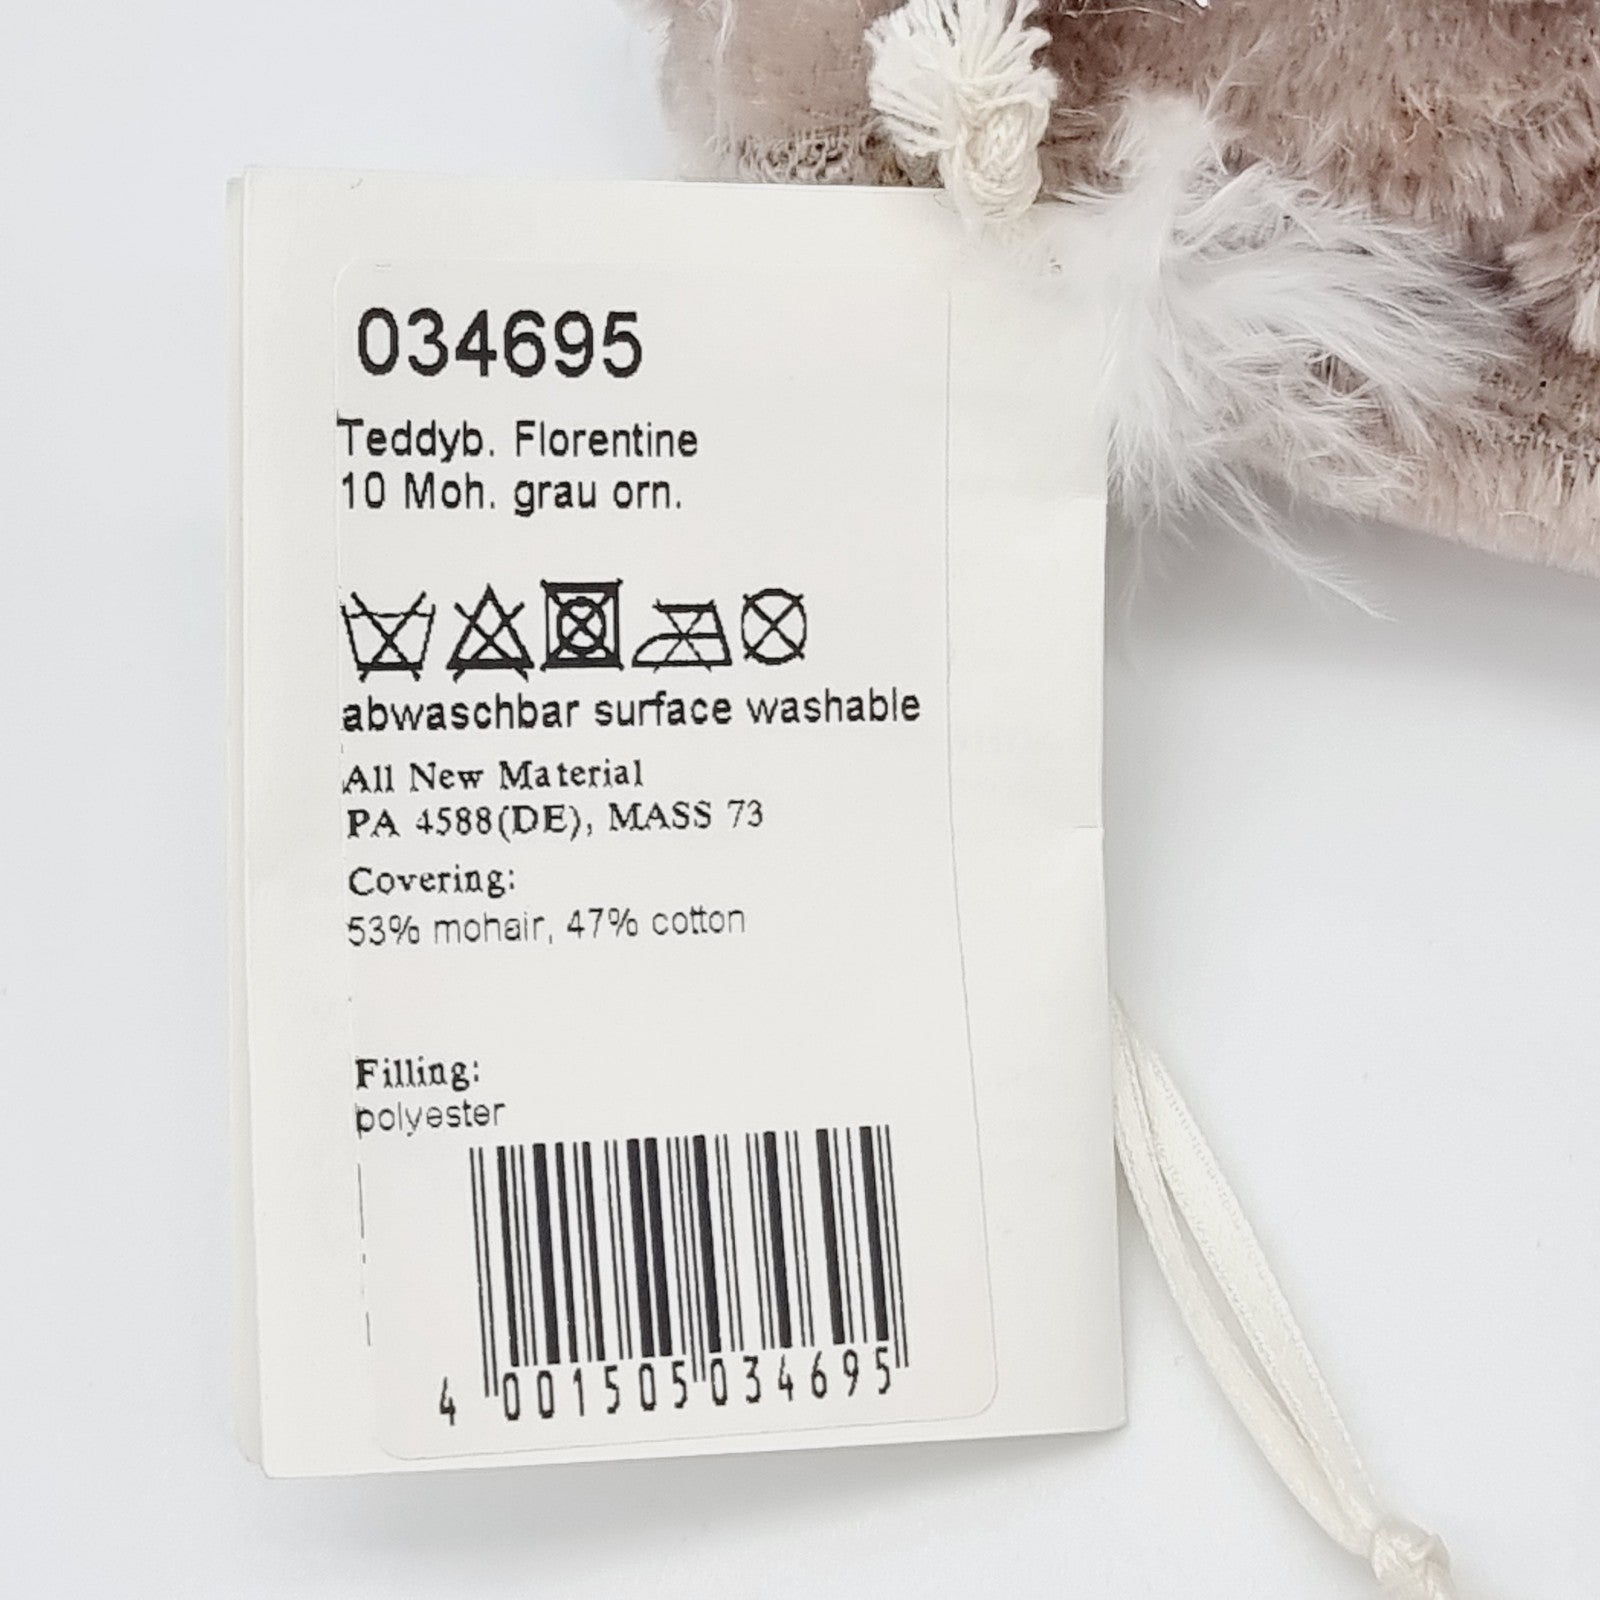 034695
Teddyb. Florentine
10 Moh. grau orn.
abwaschbar surface washable
All New Material
PA 4588(DE), MASS 73
Covering:
53% mohair, 47% cotton
Filling:
polyester
4 001505 034695